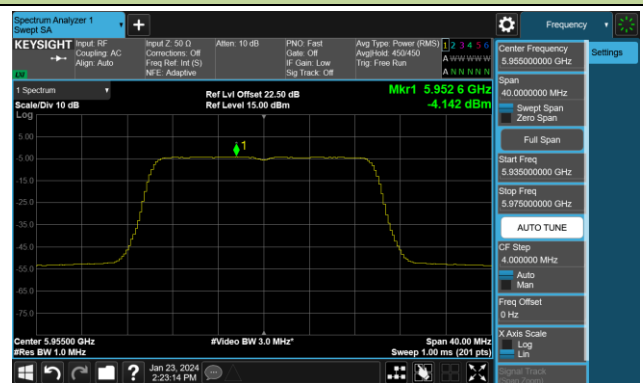 Spectrum Analyzer 1
Swept SA
Frequency
KEYSIGHT
Input: RF
Coupling: AC
Align: Auto
Input Z: 50 Ω
Corrections: Off
Freq Ref: Int (S)
NFE: Adaptive
Atten: 10 dB
PNO: Fast
Gate: Off
IF Gain: Low
Sig Track: Off
Avg Type: Power (RMS)
Avg|Hold: 450/450
Trig: Free Run
1 2 3 4 5 6
A W W W W W
A N N N N N
LW
Center Frequency
5.955000000 GHz
Settings
Span
40.0000000 MHz
Swept Span
Zero Span
Full Span
Start Freq
5.935000000 GHz
Stop Freq
5.975000000 GHz
AUTO TUNE
CF Step
4.000000 MHz
Auto
Man
Freq Offset
0 Hz
X Axis Scale
Log
Lin
Signal Track
1 Spectrum
Scale/Div 10 dB
Log
Ref Lvl Offset 22.50 dB
Ref Level 15.00 dBm
Mkr1 5.952 6 GHz
-4.142 dBm
1
5.00
-5.00
-15.0
-25.0
-35.0
-45.0
-55.0
-65.0
-75.0
Center 5.95500 GHz
#Res BW 1.0 MHz
#Video BW 3.0 MHz*
Span 40.00 MHz
Sweep 1.00 ms (201 pts)
?
Jan 23, 2024
2:23:14 PM